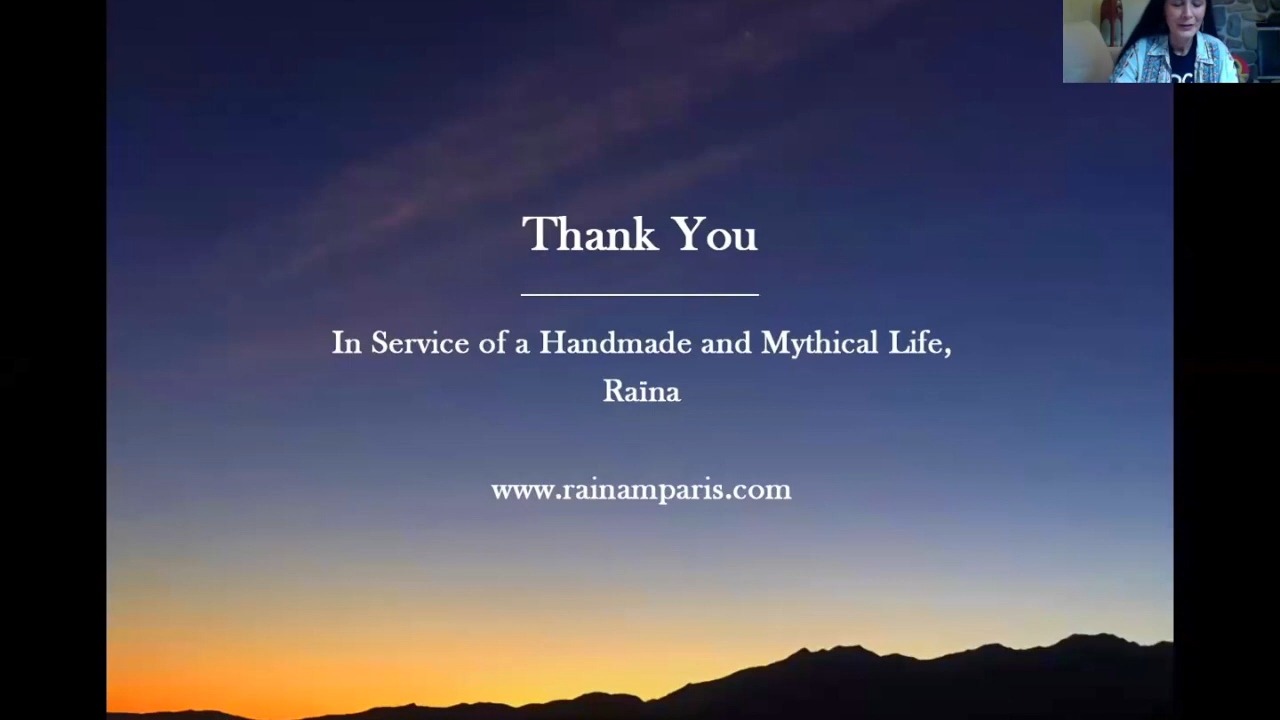 Thank You
In Service of a Handmade and Mythical Life,
Raina
www.rainamparis.com